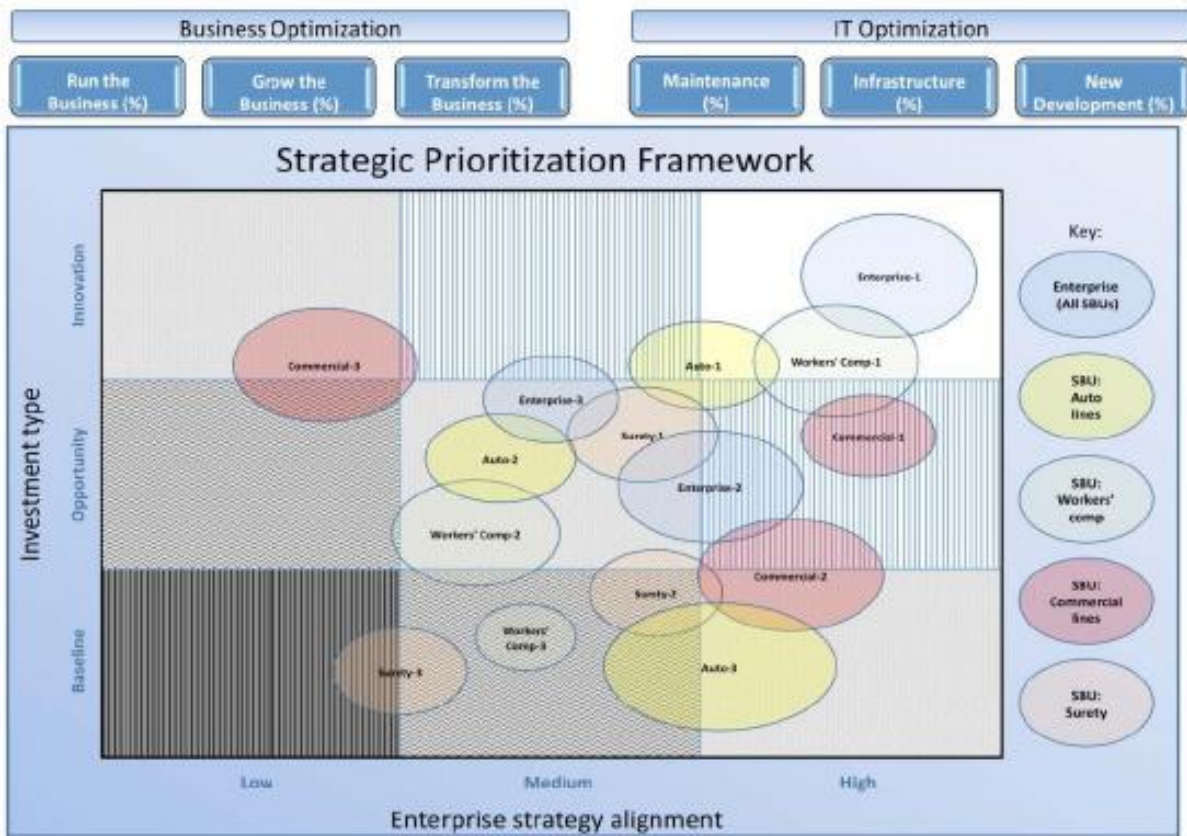 Business Optimization
IT Optimization
Run the
Business (%)
Grow the
Business (%)
Transform the
Business (%)
Maintenance
(%)
Infrastructure
(%)
New
Development (%)
Strategic Prioritization Framework
Investment type
Innovation
Opportunity
Baseline
Enterprise-1
Commercial-3
Auto-1
Workers' Comp-1
Enterprise-3
Surety-1
Commercial-1
Auto-2
Enterprise-2
Workers' Comp-2
Commercial-2
Surety-2
Workers'
Comp-3
Surety-3
Auto-3
Low
Medium
High
Enterprise strategy alignment
Key:
Enterprise
(All SBUs)
SBU:
Auto
lines
SBU:
Workers'
comp
SBU:
Commercial
lines
SBU:
Surety